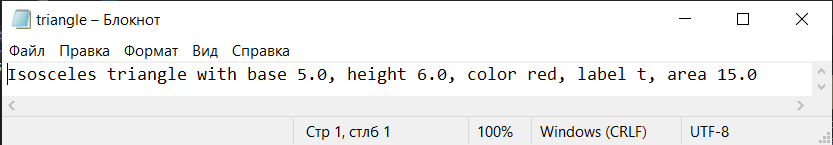 triangle – Блокнот
Файл Правка Формат Вид Справка
Isosceles triangle with base 5.0, height 6.0, color red, label t, area 15.0
Стр 1, стлб 1 100% Windows (CRLF) UTF-8